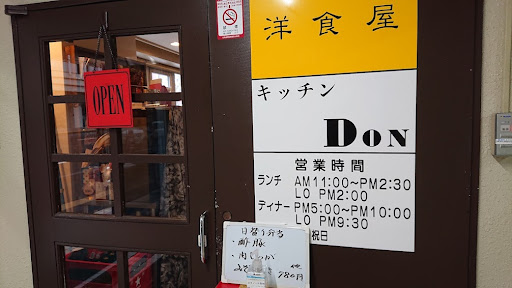 洋食屋
キッチン
DON
営業時間
ランチ AM11:00~PM2:30
LO PM2:00
ディナー PM5:00~PM10:00
LO PM9:30
祝日
OPEN
日替り弁当
980円